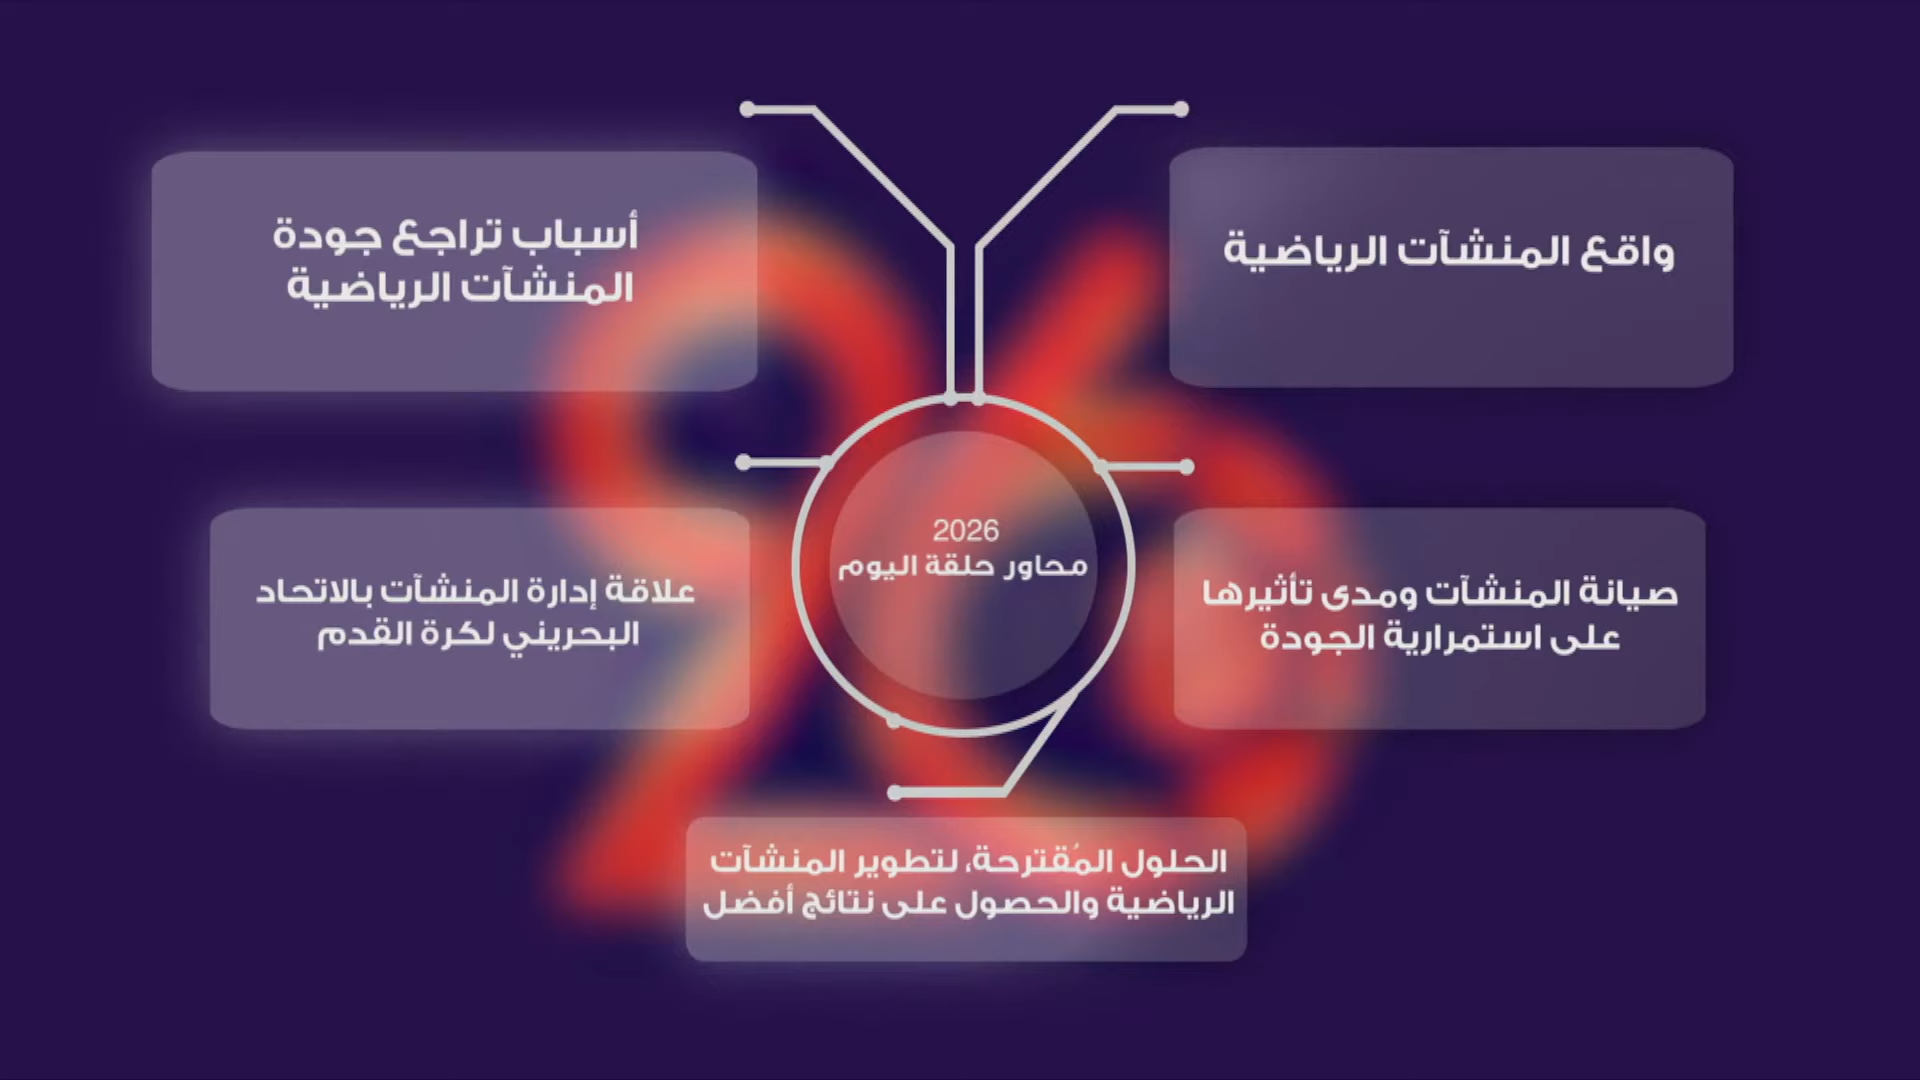 واقع المنشآت الرياضية
أسباب تراجع جودة
المنشآت الرياضية
2026
محاور حلقة اليوم
صيانة المنشآت ومدى تأثيرها
على استمرارية الجودة
علاقة إدارة المنشآت بالاتحاد
البحريني لكرة القدم
الحلول المُقترحة، لتطوير المنشآت
الرياضية والحصول على نتائج أفضل